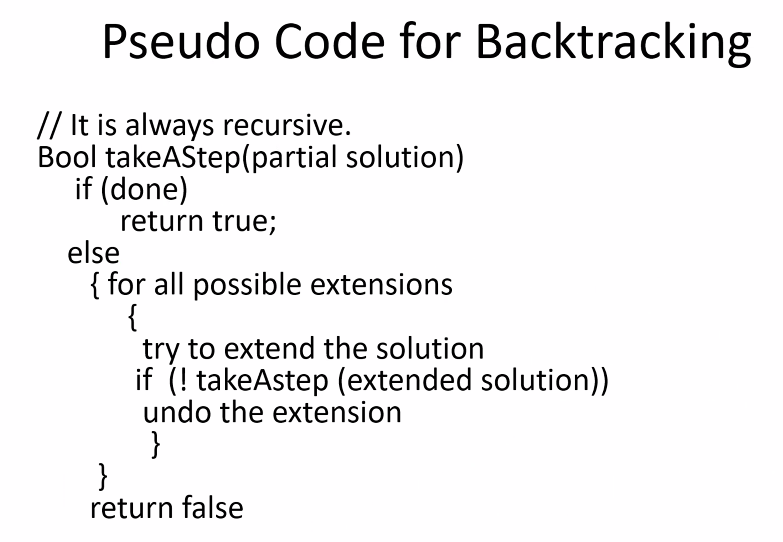 Pseudo Code for Backtracking
// It is always recursive.
Bool takeAStep(partial solution)
if (done)
return true;
else
{ for all possible extensions
{
try to extend the solution
if (! takeAstep (extended solution))
undo the extension
}
}
return false